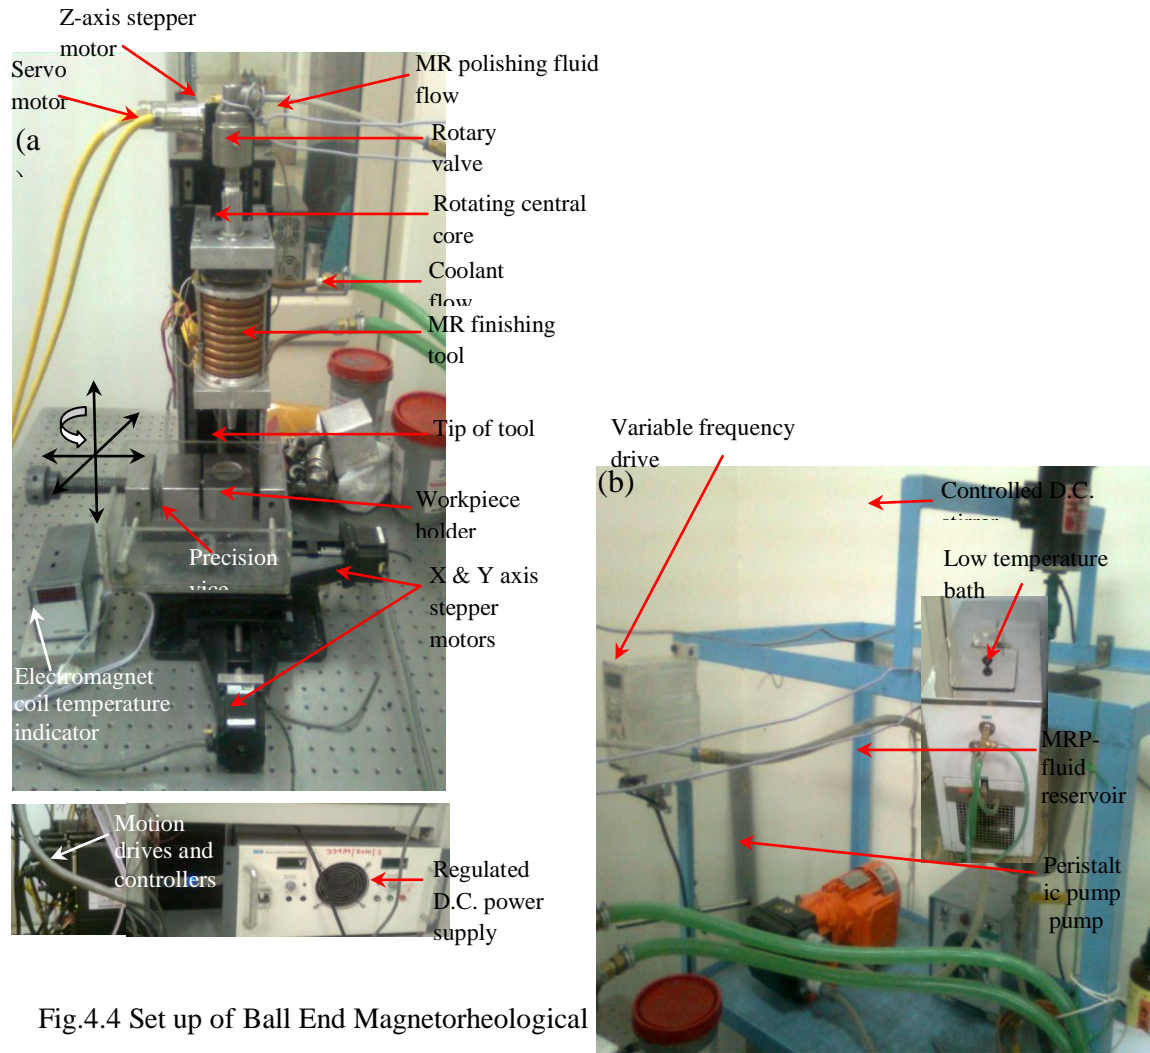 Z-axis stepper
motor
Servo
motor
(a
MR polishing fluid
flow
Rotary
valve
Rotating central
core
Coolant
flow
MR finishing
tool
Tip of tool
Workpiece
holder
Precision
vice
X & Y axis
stepper
motors
Electromagnet
coil temperature
indicator
Motion
drives and
controllers
Regulated
D.C. power
supply
Variable frequency
drive
(b)
Controlled D.C.
stirrer
Low temperature
bath
MRP-
fluid
reservoir
Peristalt
ic pump
pump
Fig.4.4 Set up of Ball End Magnetorheological